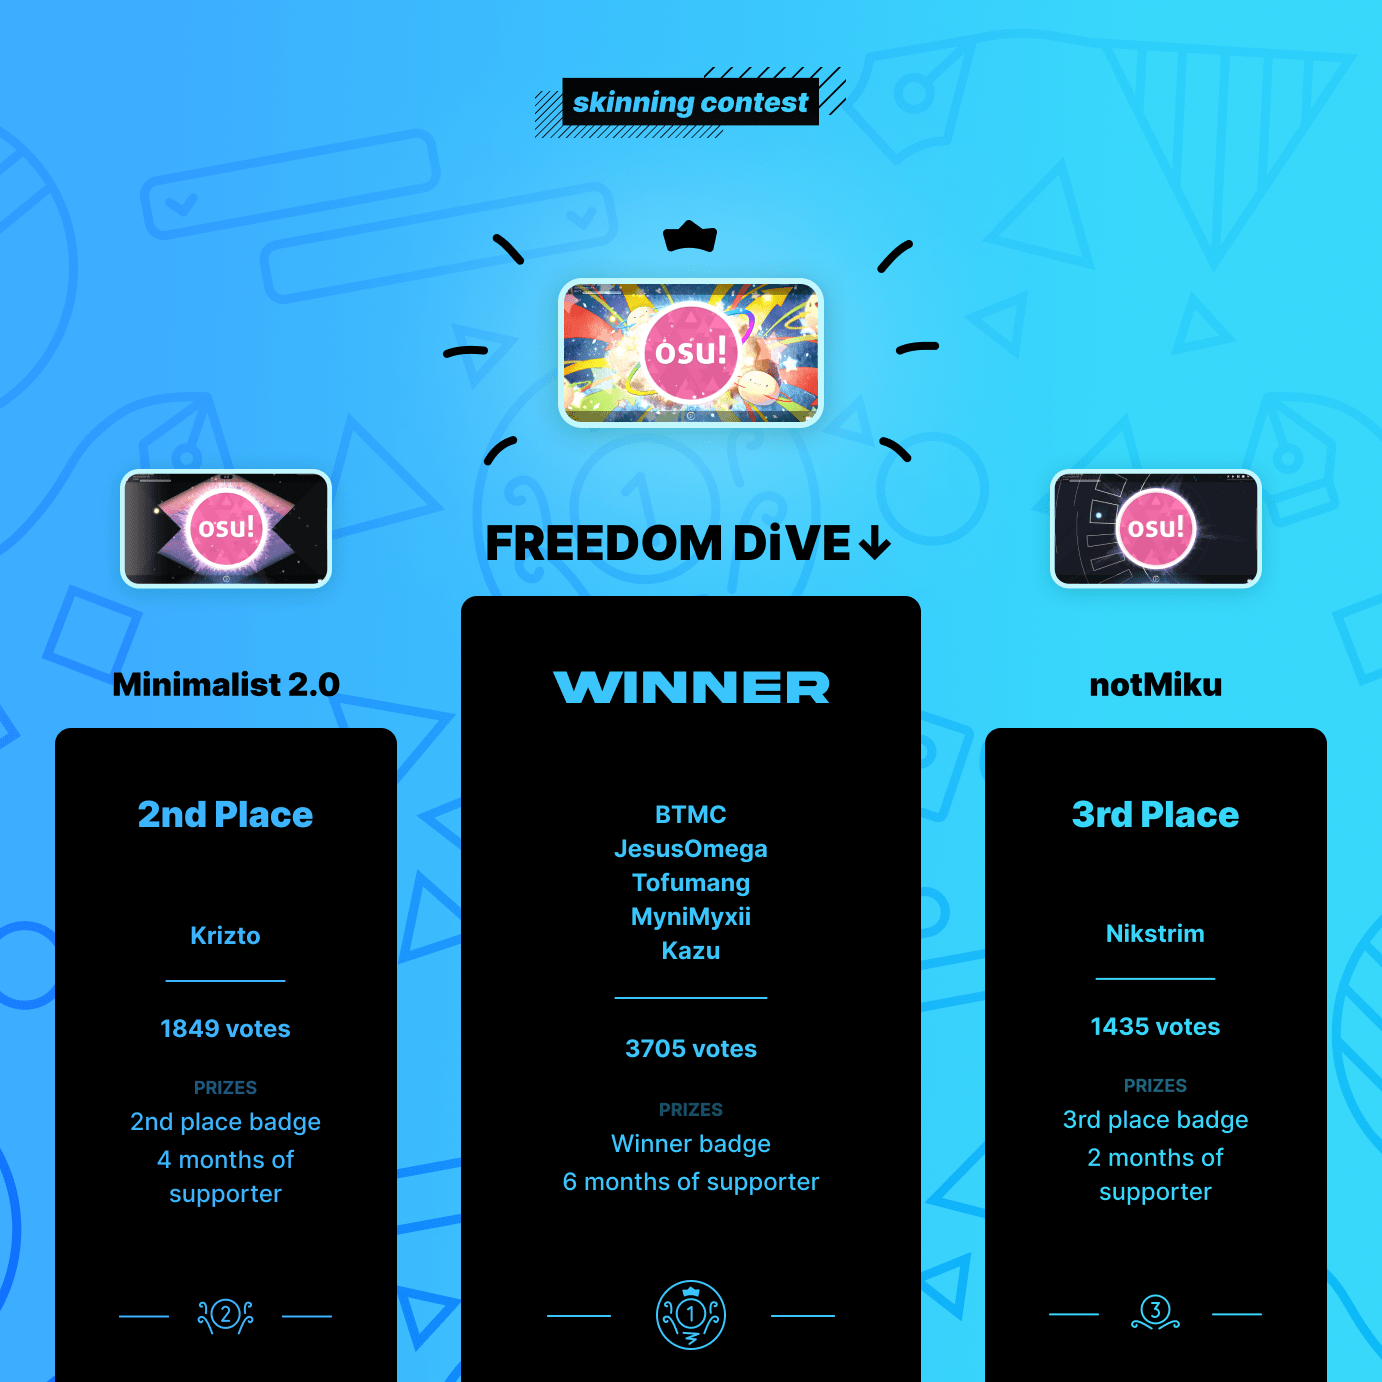 skinning contest
osu!
FREEDOM DiVE↓
WINNER
BTMC
JesusOmega
Tofumang
MyniMyxii
Kazu
3705 votes
PRIZES
Winner badge
6 months of supporter
1
osu!
Minimalist 2.0
2nd Place
Krizto
1849 votes
PRIZES
2nd place badge
4 months of
supporter
2
osu!
notMiku
3rd Place
Nikstrim
1435 votes
PRIZES
3rd place badge
2 months of
supporter
3